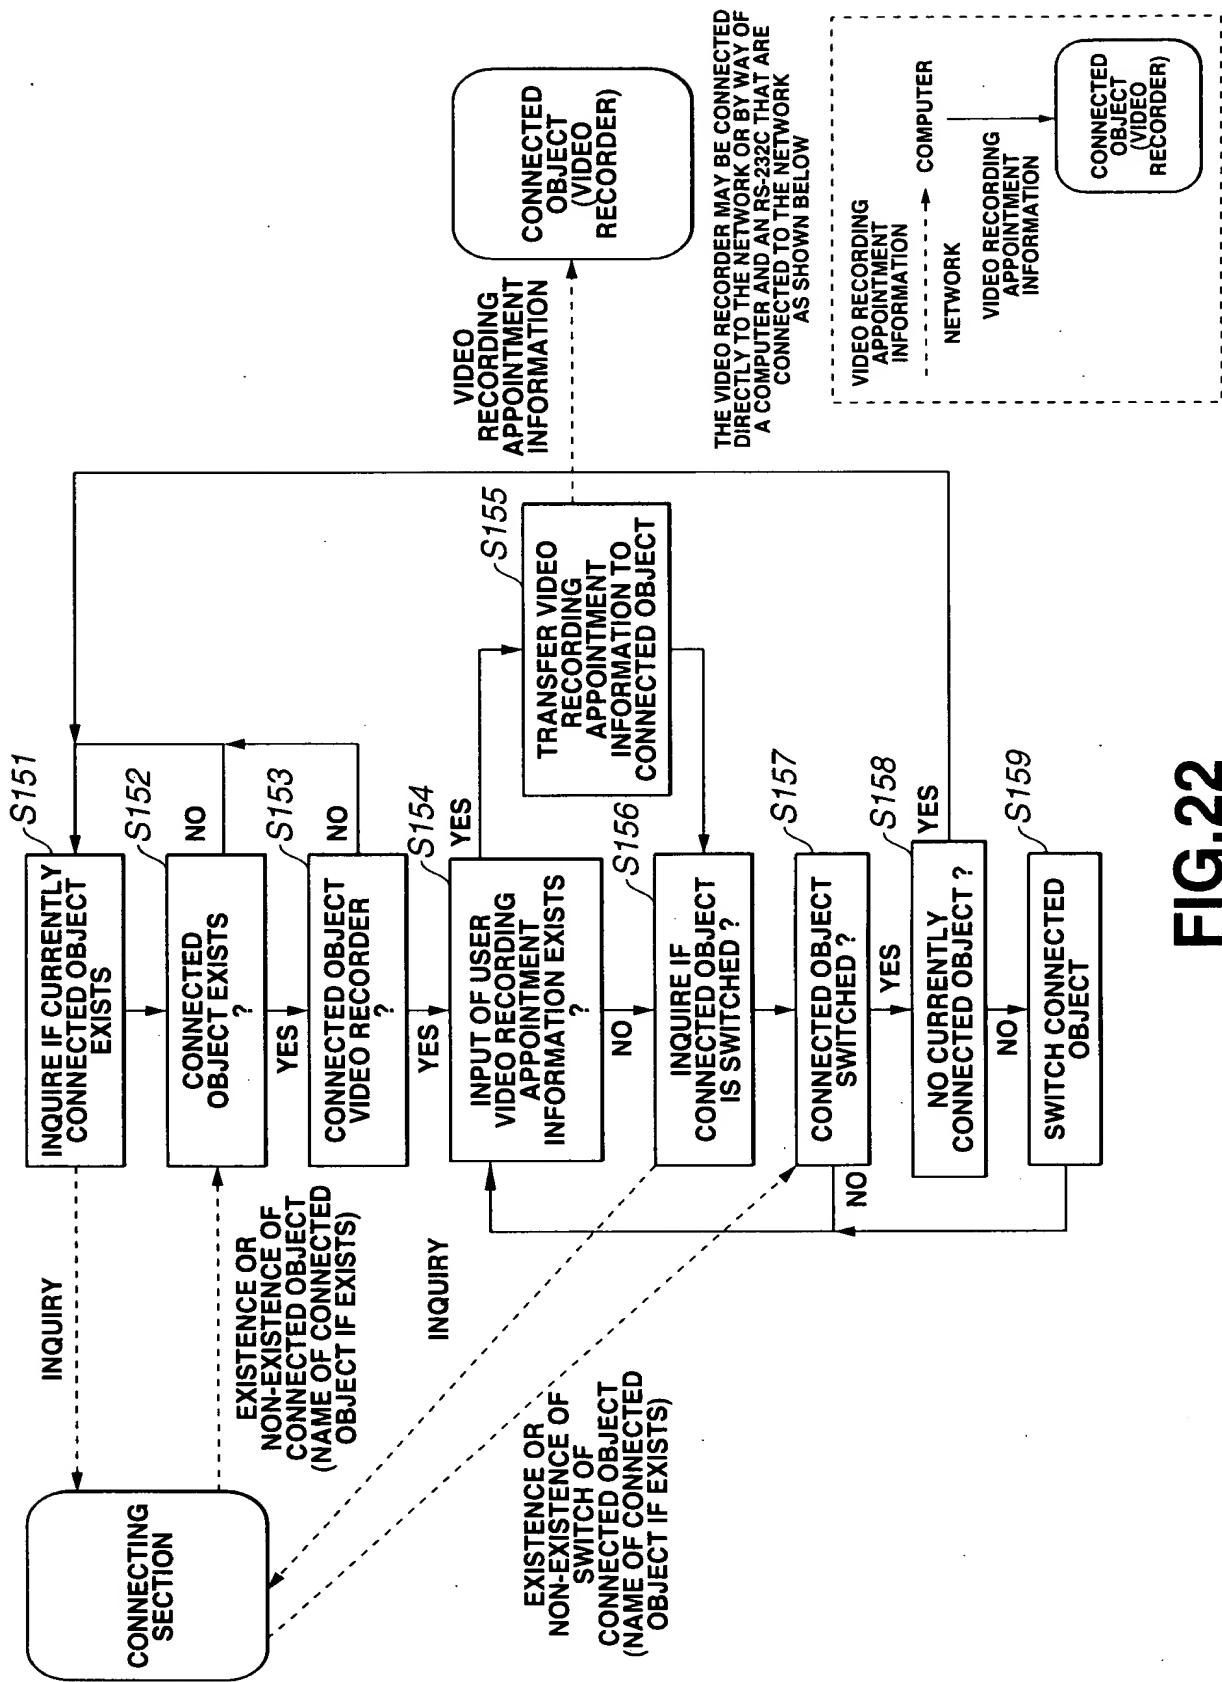 CONNECTING
SECTION
INQUIRY
EXISTENCE OR
NON-EXISTENCE OF
CONNECTED OBJECT
(NAME OF CONNECTED
OBJECT IF EXISTS)
INQUIRY
EXISTENCE OR
NON-EXISTENCE OF
SWITCH OF
CONNECTED OBJECT
(NAME OF CONNECTED
OBJECT IF EXISTS)
S151
INQUIRE IF CURRENTLY
CONNECTED OBJECT
EXISTS
S152
CONNECTED
OBJECT EXISTS
?
NO
YES
S153
CONNECTED OBJECT
VIDEO RECORDER
?
NO
YES
S154
INPUT OF USER
VIDEO RECORDING
APPOINTMENT
INFORMATION EXISTS
?
YES
NO
S155
TRANSFER VIDEO
RECORDING
APPOINTMENT
INFORMATION TO
CONNECTED OBJECT
S156
INQUIRE IF
CONNECTED OBJECT
IS SWITCHED ?
S157
CONNECTED OBJECT
SWITCHED ?
NO
YES
S158
NO CURRENTLY
CONNECTED OBJECT ?
YES
NO
S159
SWITCH CONNECTED
OBJECT
VIDEO
RECORDING
APPOINTMENT
INFORMATION
CONNECTED
OBJECT
(VIDEO
RECORDER)
THE VIDEO RECORDER MAY BE CONNECTED
DIRECTLY TO THE NETWORK OR BY WAY OF
A COMPUTER AND AN RS-232C THAT ARE
CONNECTED TO THE NETWORK
AS SHOWN BELOW
VIDEO RECORDING
APPOINTMENT
INFORMATION
NETWORK
COMPUTER
VIDEO RECORDING
APPOINTMENT
INFORMATION
CONNECTED
OBJECT
(VIDEO
RECORDER)
FIG.22